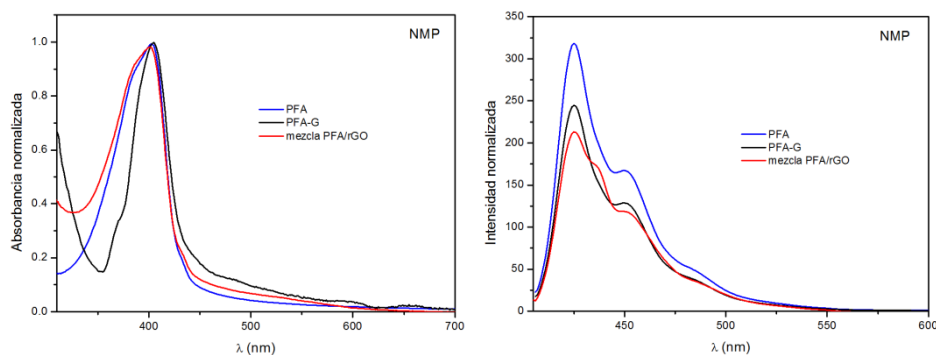 NMP
Absorbancia normalizada
1.0
0.8
0.6
0.4
0.2
0.0
PFA
PFA-G
mezcla PFA/rGO
400
500
600
700
λ (nm)
NMP
Intensidad normalizada
350
300
250
200
150
100
50
0
PFA
PFA-G
mezcla PFA/rGO
450
500
550
600
λ (nm)